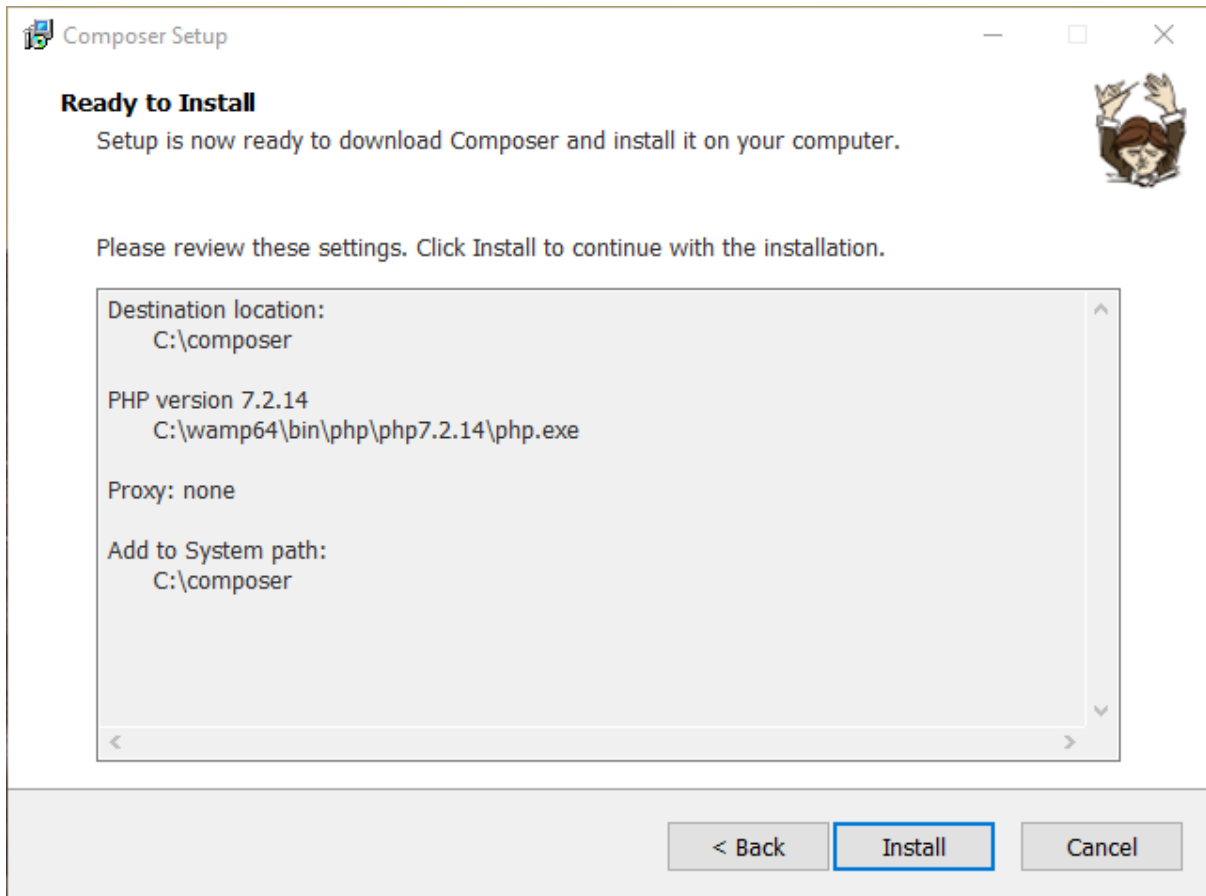 Composer Setup
Ready to Install
Setup is now ready to download Composer and install it on your computer.
Please review these settings. Click Install to continue with the installation.
Destination location:
C:\composer
PHP version 7.2.14
C:\wamp64\bin\php\php7.2.14\php.exe
Proxy: none
Add to System path:
C:\composer
< Back
Install
Cancel